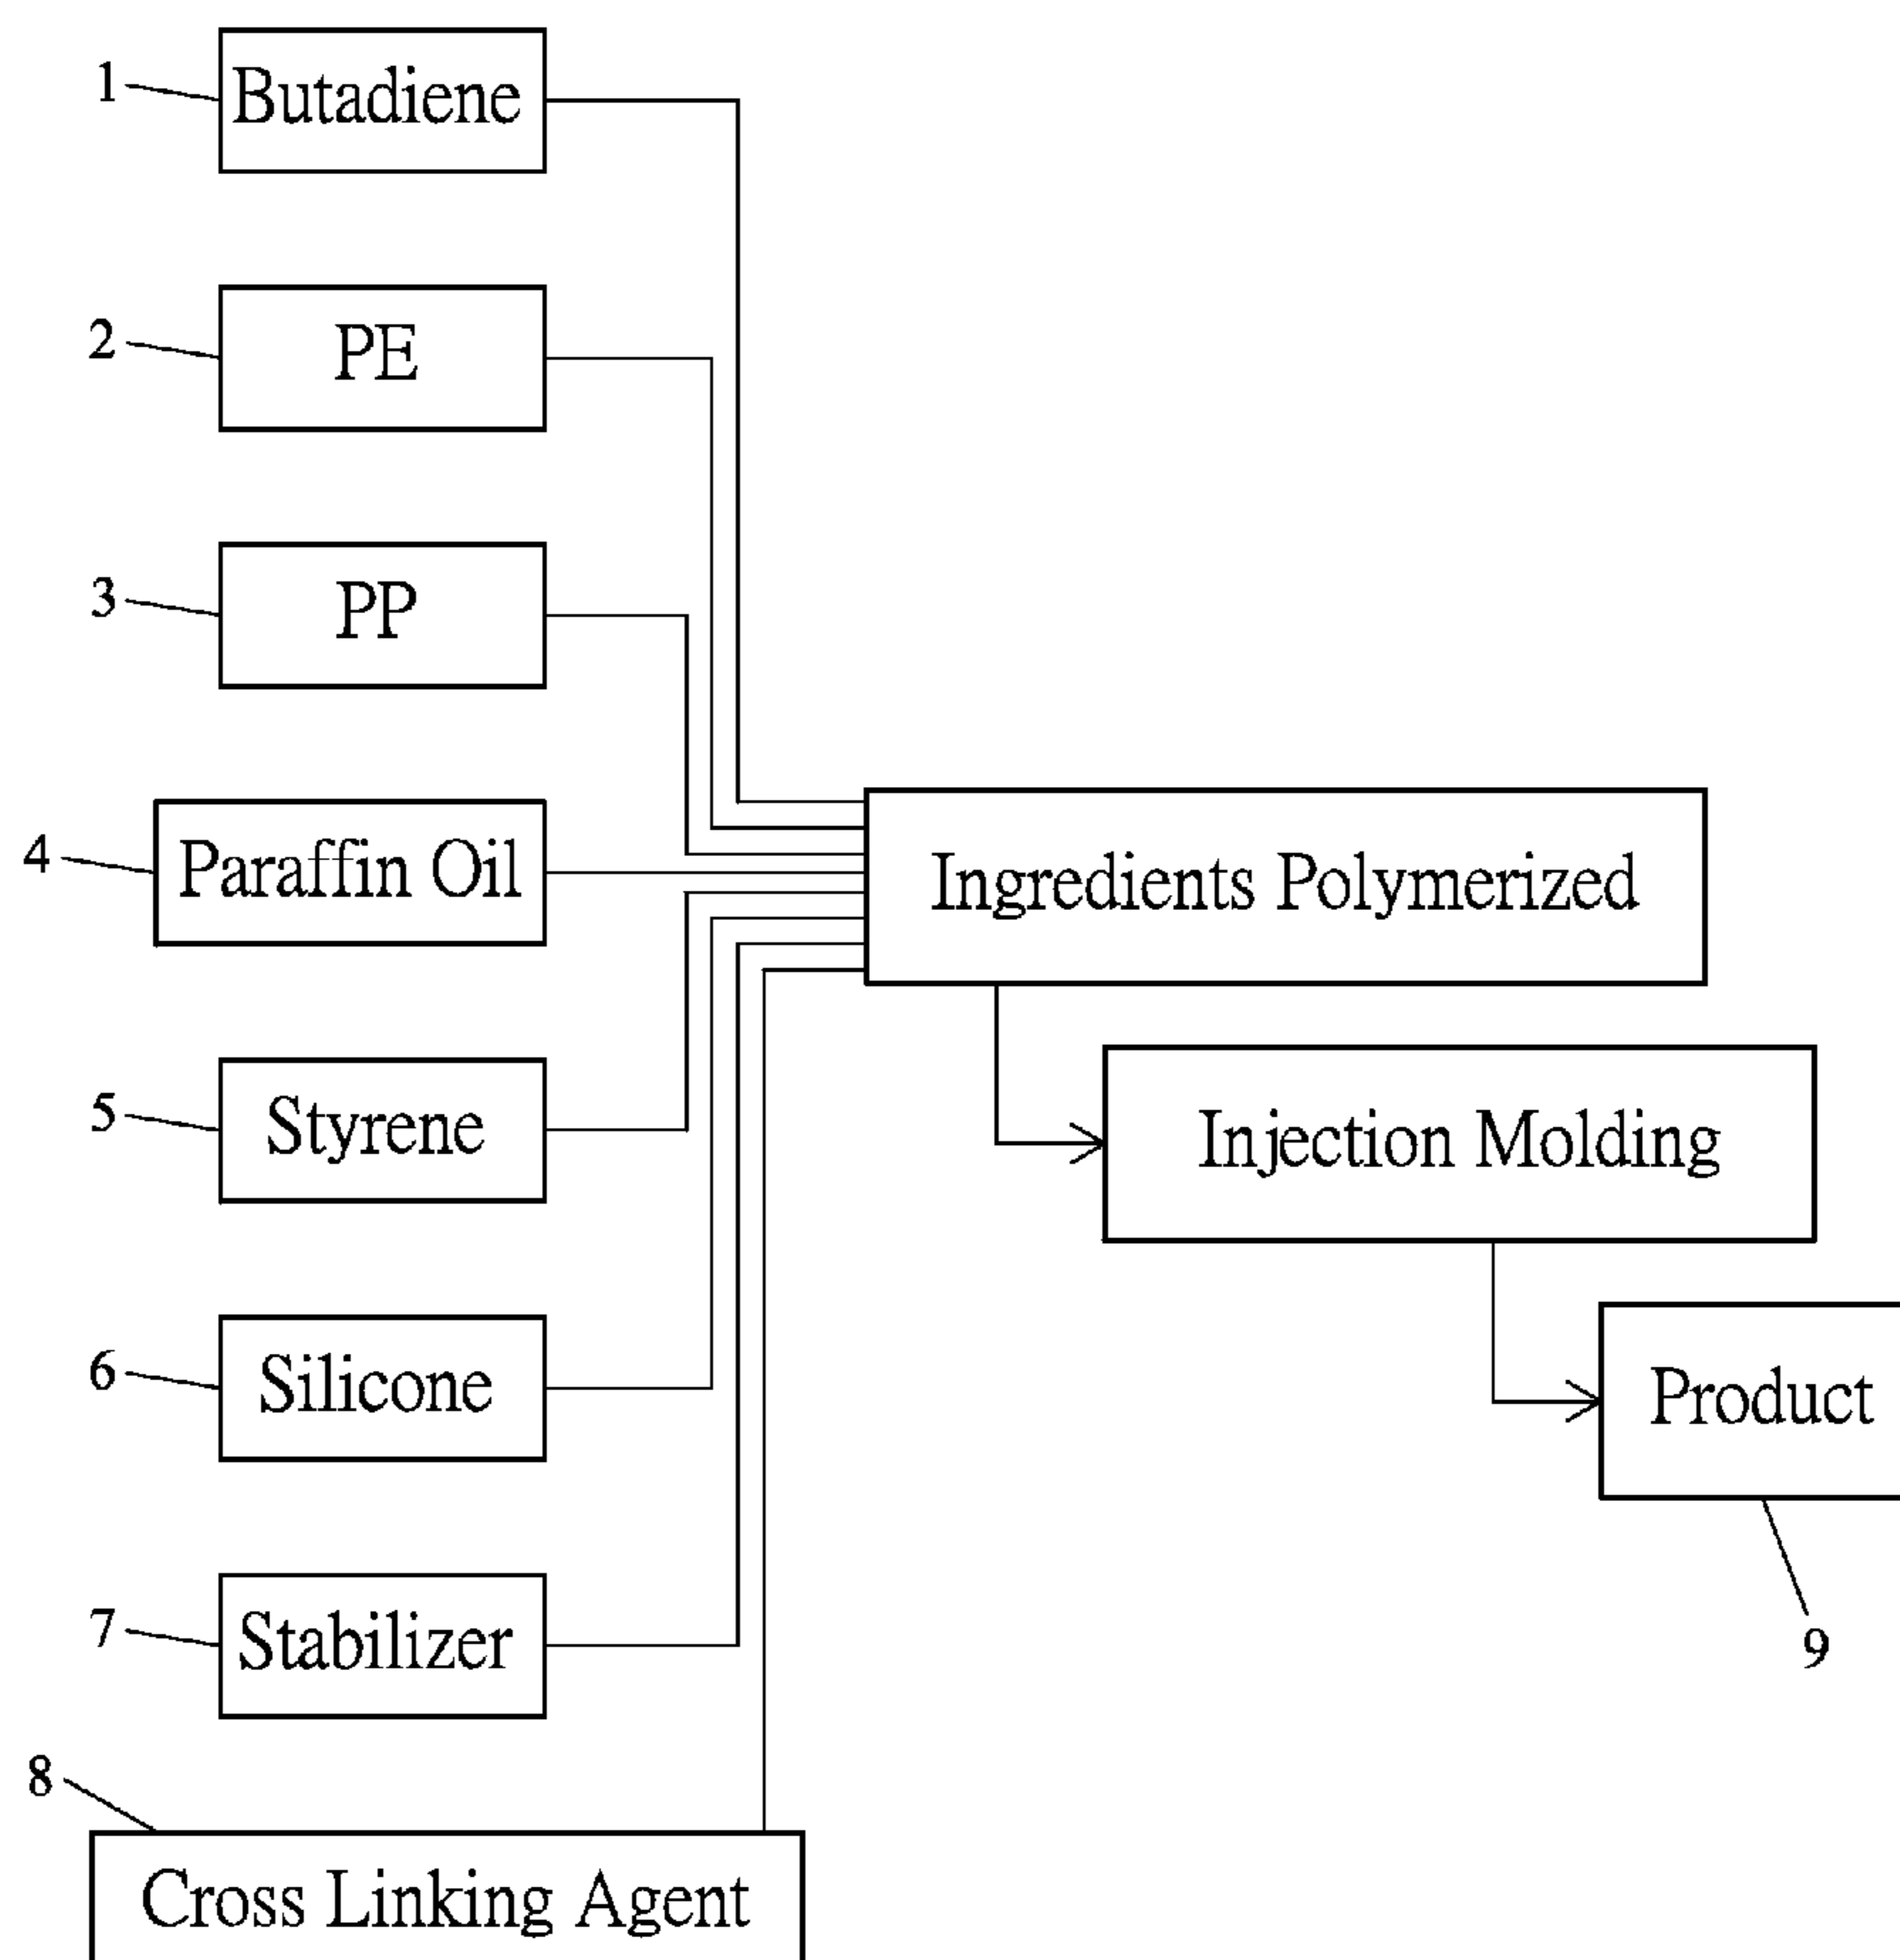 1
Butadiene
2
PE
3
PP
4
Paraffin Oil
Ingredients Polymerized
5
Styrene
Injection Molding
6
Silicone
Product
7
Stabilizer
9
8
Cross Linking Agent